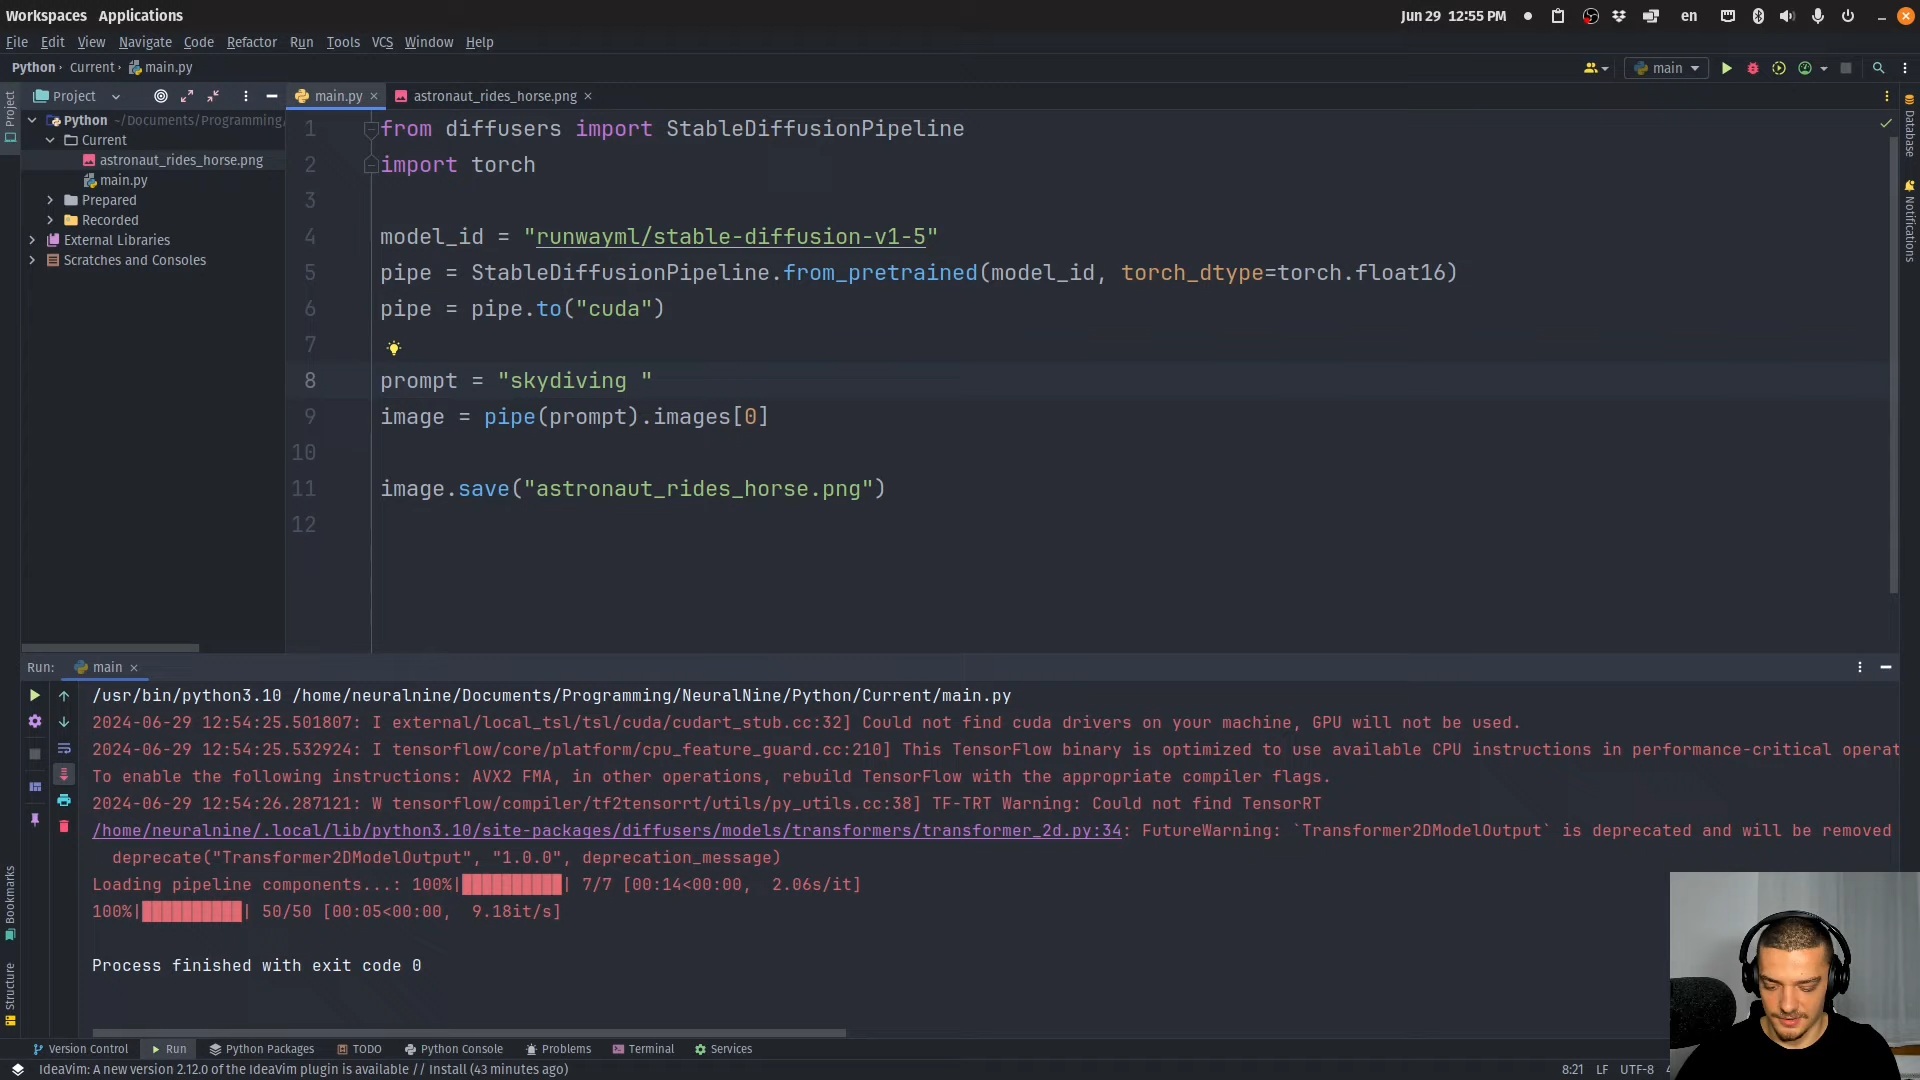 Workspaces Applications
Jun 29 12:55 PM
en
File Edit View Navigate Code Refactor Run Tools VCS Window Help
Python Current main.py
main
Project
main.py
astronaut_rides_horse.png
Project
Python ~/Documents/Programming/
Current
astronaut_rides_horse.png
main.py
Prepared
Recorded
External Libraries
Scratches and Consoles
Database
Notifications
1 from diffusers import StableDiffusionPipeline
2 import torch
3
4 model_id = "runwayml/stable-diffusion-v1-5"
5 pipe = StableDiffusionPipeline.from_pretrained(model_id, torch_dtype=torch.float16)
6 pipe = pipe.to("cuda")
7
8 prompt = "skydiving "
9 image = pipe(prompt).images[0]
10
11 image.save("astronaut_rides_horse.png")
12
Run: main
/usr/bin/python3.10 /home/neuralnine/Documents/Programming/NeuralNine/Python/Current/main.py
2024-06-29 12:54:25.501807: I external/local_tsl/tsl/cuda/cudart_stub.cc:32] Could not find cuda drivers on your machine, GPU will not be used.
2024-06-29 12:54:25.532924: I tensorflow/core/platform/cpu_feature_guard.cc:210] This TensorFlow binary is optimized to use available CPU instructions in performance-critical operat
To enable the following instructions: AVX2 FMA, in other operations, rebuild TensorFlow with the appropriate compiler flags.
2024-06-29 12:54:26.287121: W tensorflow/compiler/tf2tensorrt/utils/py_utils.cc:38] TF-TRT Warning: Could not find TensorRT
/home/neuralnine/.local/lib/python3.10/site-packages/diffusers/models/transformers/transformer_2d.py:34: FutureWarning: `Transformer2DModelOutput` is deprecated and will be removed
deprecate("Transformer2DModelOutput", "1.0.0", deprecation_message)
Loading pipeline components...: 100%|██████████| 7/7 [00:14<00:00,  2.06s/it]
100%|██████████| 50/50 [00:05<00:00,  9.18it/s]
Process finished with exit code 0
Bookmarks
Structure
Version Control Run Python Packages TODO Python Console Problems Terminal Services
IdeaVim: A new version 2.12.0 of the IdeaVim plugin is available // Install (43 minutes ago)
8:21 LF UTF-8